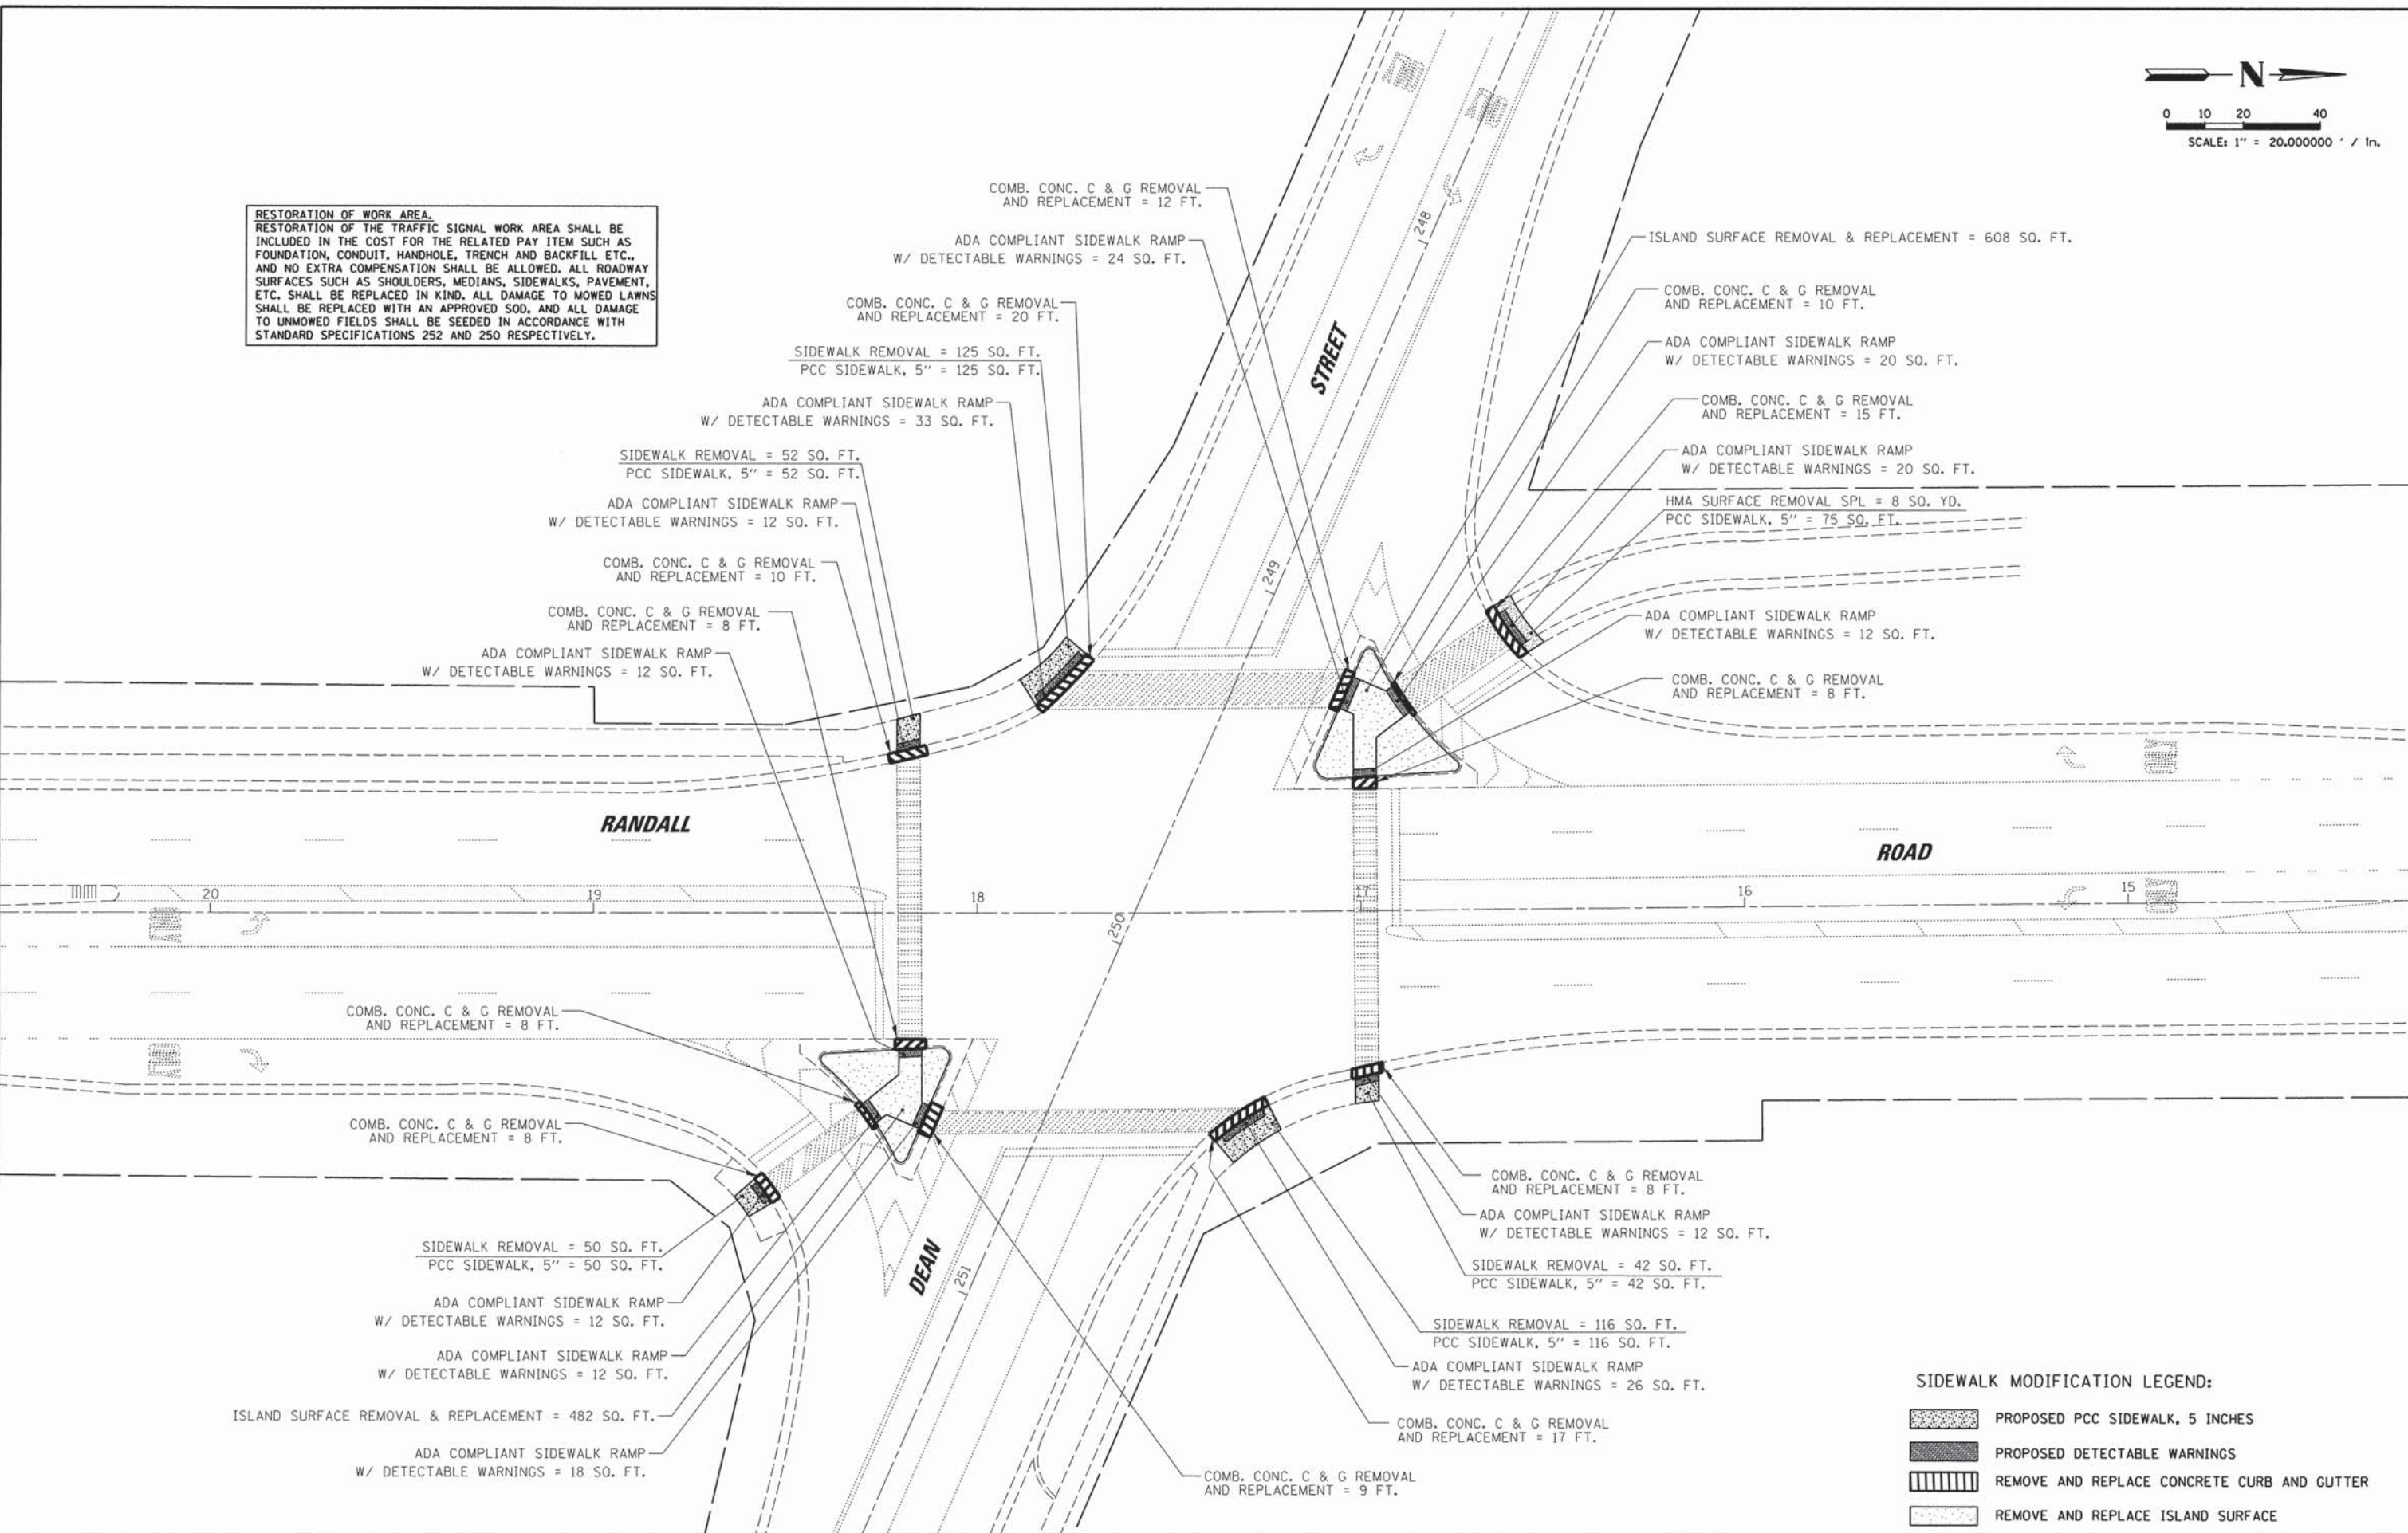 N
0 10 20 40
SCALE: 1" = 20.000000 ' / In.
RESTORATION OF WORK AREA.
RESTORATION OF THE TRAFFIC SIGNAL WORK AREA SHALL BE
INCLUDED IN THE COST FOR THE RELATED PAY ITEM SUCH AS
FOUNDATION, CONDUIT, HANDHOLE, TRENCH AND BACKFILL ETC.,
AND NO EXTRA COMPENSATION SHALL BE ALLOWED. ALL ROADWAY
SURFACES SUCH AS SHOULDERS, MEDIANS, SIDEWALKS, PAVEMENT,
ETC. SHALL BE REPLACED IN KIND. ALL DAMAGE TO MOWED LAWNS
SHALL BE REPLACED WITH AN APPROVED SOD, AND ALL DAMAGE
TO UNMOWED FIELDS SHALL BE SEEDED IN ACCORDANCE WITH
STANDARD SPECIFICATIONS 252 AND 250 RESPECTIVELY.
COMB. CONC. C & G REMOVAL
AND REPLACEMENT = 12 FT.
ADA COMPLIANT SIDEWALK RAMP
W/ DETECTABLE WARNINGS = 24 SQ. FT.
COMB. CONC. C & G REMOVAL
AND REPLACEMENT = 20 FT.
SIDEWALK REMOVAL = 125 SQ. FT.
PCC SIDEWALK, 5" = 125 SQ. FT.
ADA COMPLIANT SIDEWALK RAMP
W/ DETECTABLE WARNINGS = 33 SQ. FT.
SIDEWALK REMOVAL = 52 SQ. FT.
PCC SIDEWALK, 5" = 52 SQ. FT.
ADA COMPLIANT SIDEWALK RAMP
W/ DETECTABLE WARNINGS = 12 SQ. FT.
COMB. CONC. C & G REMOVAL
AND REPLACEMENT = 10 FT.
COMB. CONC. C & G REMOVAL
AND REPLACEMENT = 8 FT.
ADA COMPLIANT SIDEWALK RAMP
W/ DETECTABLE WARNINGS = 12 SQ. FT.
ONLY
ONLY
248
STREET
249
ISLAND SURFACE REMOVAL & REPLACEMENT = 608 SQ. FT.
COMB. CONC. C & G REMOVAL
AND REPLACEMENT = 10 FT.
ADA COMPLIANT SIDEWALK RAMP
W/ DETECTABLE WARNINGS = 20 SQ. FT.
COMB. CONC. C & G REMOVAL
AND REPLACEMENT = 15 FT.
ADA COMPLIANT SIDEWALK RAMP
W/ DETECTABLE WARNINGS = 20 SQ. FT.
HMA SURFACE REMOVAL SPL = 8 SQ. YD.
PCC SIDEWALK, 5" = 75 SQ. FT.
ADA COMPLIANT SIDEWALK RAMP
W/ DETECTABLE WARNINGS = 12 SQ. FT.
COMB. CONC. C & G REMOVAL
AND REPLACEMENT = 8 FT.
ONLY
RANDALL
ROAD
20 19 18 17 16 15
ONLY
ONLY
250
ONLY
COMB. CONC. C & G REMOVAL
AND REPLACEMENT = 8 FT.
COMB. CONC. C & G REMOVAL
AND REPLACEMENT = 8 FT.
SIDEWALK REMOVAL = 50 SQ. FT.
PCC SIDEWALK, 5" = 50 SQ. FT.
ADA COMPLIANT SIDEWALK RAMP
W/ DETECTABLE WARNINGS = 12 SQ. FT.
ADA COMPLIANT SIDEWALK RAMP
W/ DETECTABLE WARNINGS = 12 SQ. FT.
ISLAND SURFACE REMOVAL & REPLACEMENT = 482 SQ. FT.
ADA COMPLIANT SIDEWALK RAMP
W/ DETECTABLE WARNINGS = 18 SQ. FT.
DEAN
251
COMB. CONC. C & G REMOVAL
AND REPLACEMENT = 8 FT.
ADA COMPLIANT SIDEWALK RAMP
W/ DETECTABLE WARNINGS = 12 SQ. FT.
SIDEWALK REMOVAL = 42 SQ. FT.
PCC SIDEWALK, 5" = 42 SQ. FT.
SIDEWALK REMOVAL = 116 SQ. FT.
PCC SIDEWALK, 5" = 116 SQ. FT.
ADA COMPLIANT SIDEWALK RAMP
W/ DETECTABLE WARNINGS = 26 SQ. FT.
COMB. CONC. C & G REMOVAL
AND REPLACEMENT = 17 FT.
COMB. CONC. C & G REMOVAL
AND REPLACEMENT = 9 FT.
SIDEWALK MODIFICATION LEGEND:
PROPOSED PCC SIDEWALK, 5 INCHES
PROPOSED DETECTABLE WARNINGS
REMOVE AND REPLACE CONCRETE CURB AND GUTTER
REMOVE AND REPLACE ISLAND SURFACE